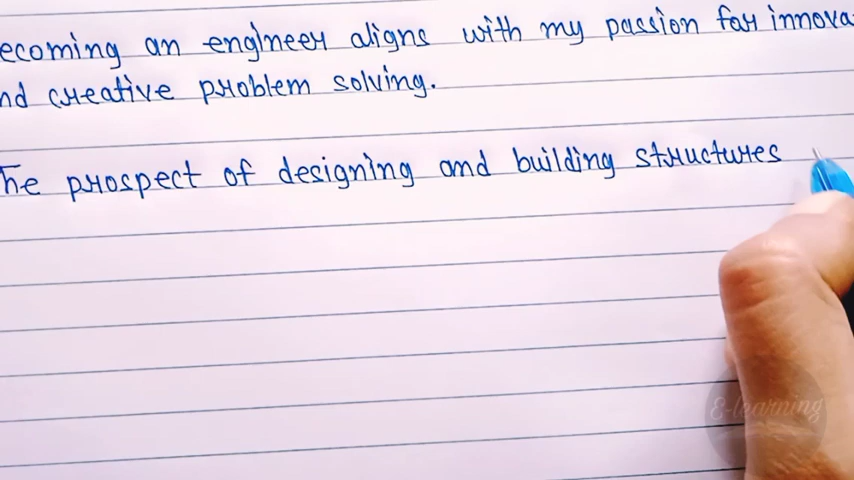 ecoming an engineer aligns with my passion for innova
nd creative problem solving.
The prospect of designing and building structures
E-learning